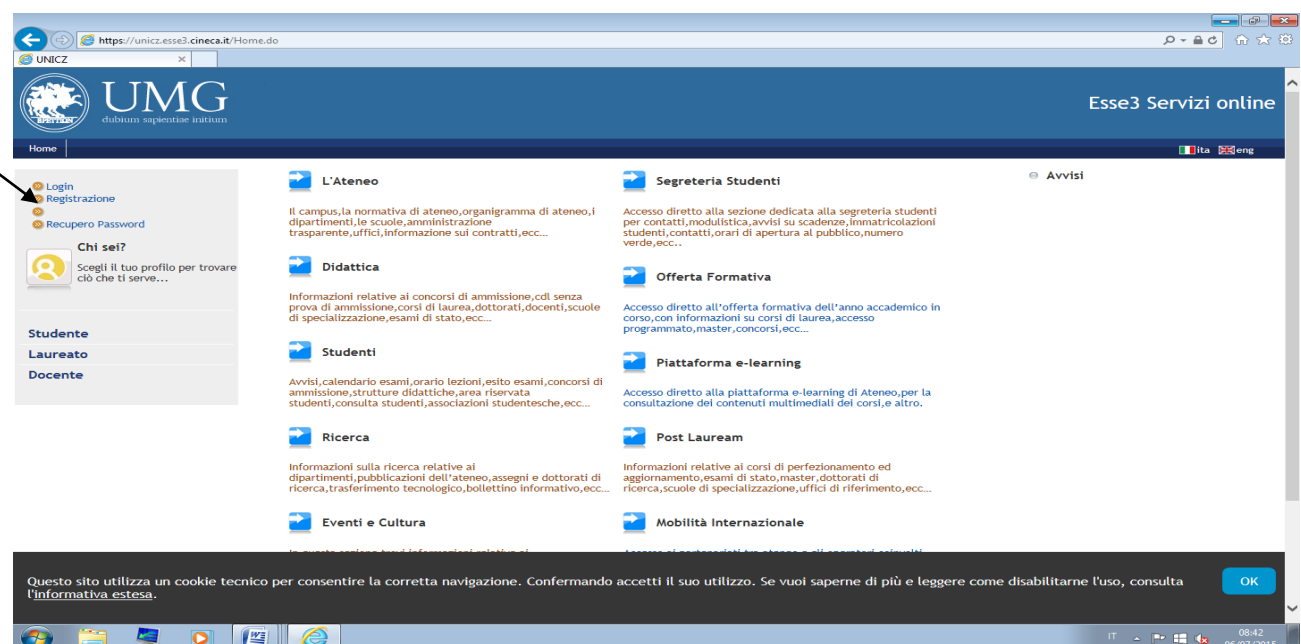 https://unicz.esse3.cineca.it/Home.do
UNICZ
UMG
dubium sapientiae initium
Esse3 Servizi online
Home
ita eng
Login
Registrazione
Recupero Password
Chi sei?
Scegli il tuo profilo per trovare
ciò che ti serve...
Studente
Laureato
Docente
L'Ateneo
Il campus,la normativa di ateneo,organigramma di ateneo,i
dipartimenti,le scuole,amministrazione
trasparente,uffici,informazione sui contratti,ecc...
Didattica
Informazioni relative ai concorsi di ammissione,cdl senza
prova di ammissione,corsi di laurea,dottorati,docenti,scuole
di specializzazione,esami di stato,ecc...
Studenti
Avvisi,calendario esami,orario lezioni,esito esami,concorsi di
ammissione,strutture didattiche,area riservata
studenti,consulta studenti,associazioni studentesche,ecc...
Ricerca
Informazioni sulla ricerca relative ai
dipartimenti,pubblicazioni dell'ateneo,assegni e dottorati di
ricerca,trasferimento tecnologico,bollettino informativo,ecc...
Eventi e Cultura
Segreteria Studenti
Accesso diretto alla sezione dedicata alla segreteria studenti
per contatti,modulistica,avvisi su scadenze,immatricolazioni
studenti,contatti,orari di apertura al pubblico,numero
verde,ecc..
Offerta Formativa
Accesso diretto all'offerta formativa dell'anno accademico in
corso,con informazioni su corsi di laurea,accesso
programmato,master,concorsi,ecc...
Piattaforma e-learning
Accesso diretto alla piattaforma e-learning di Ateneo,per la
consultazione dei contenuti multimediali dei corsi,e altro.
Post Lauream
Informazioni relative ai corsi di perfezionamento ed
aggiornamento,esami di stato,master,dottorati di
ricerca,scuole di specializzazione,uffici di riferimento,ecc...
Mobilità Internazionale
Avvisi
Questo sito utilizza un cookie tecnico per consentire la corretta navigazione. Confermando accetti il suo utilizzo. Se vuoi saperne di più e leggere come disabilitarne l'uso, consulta
l'informativa estesa.
OK
IT
08:42
06/07/2015